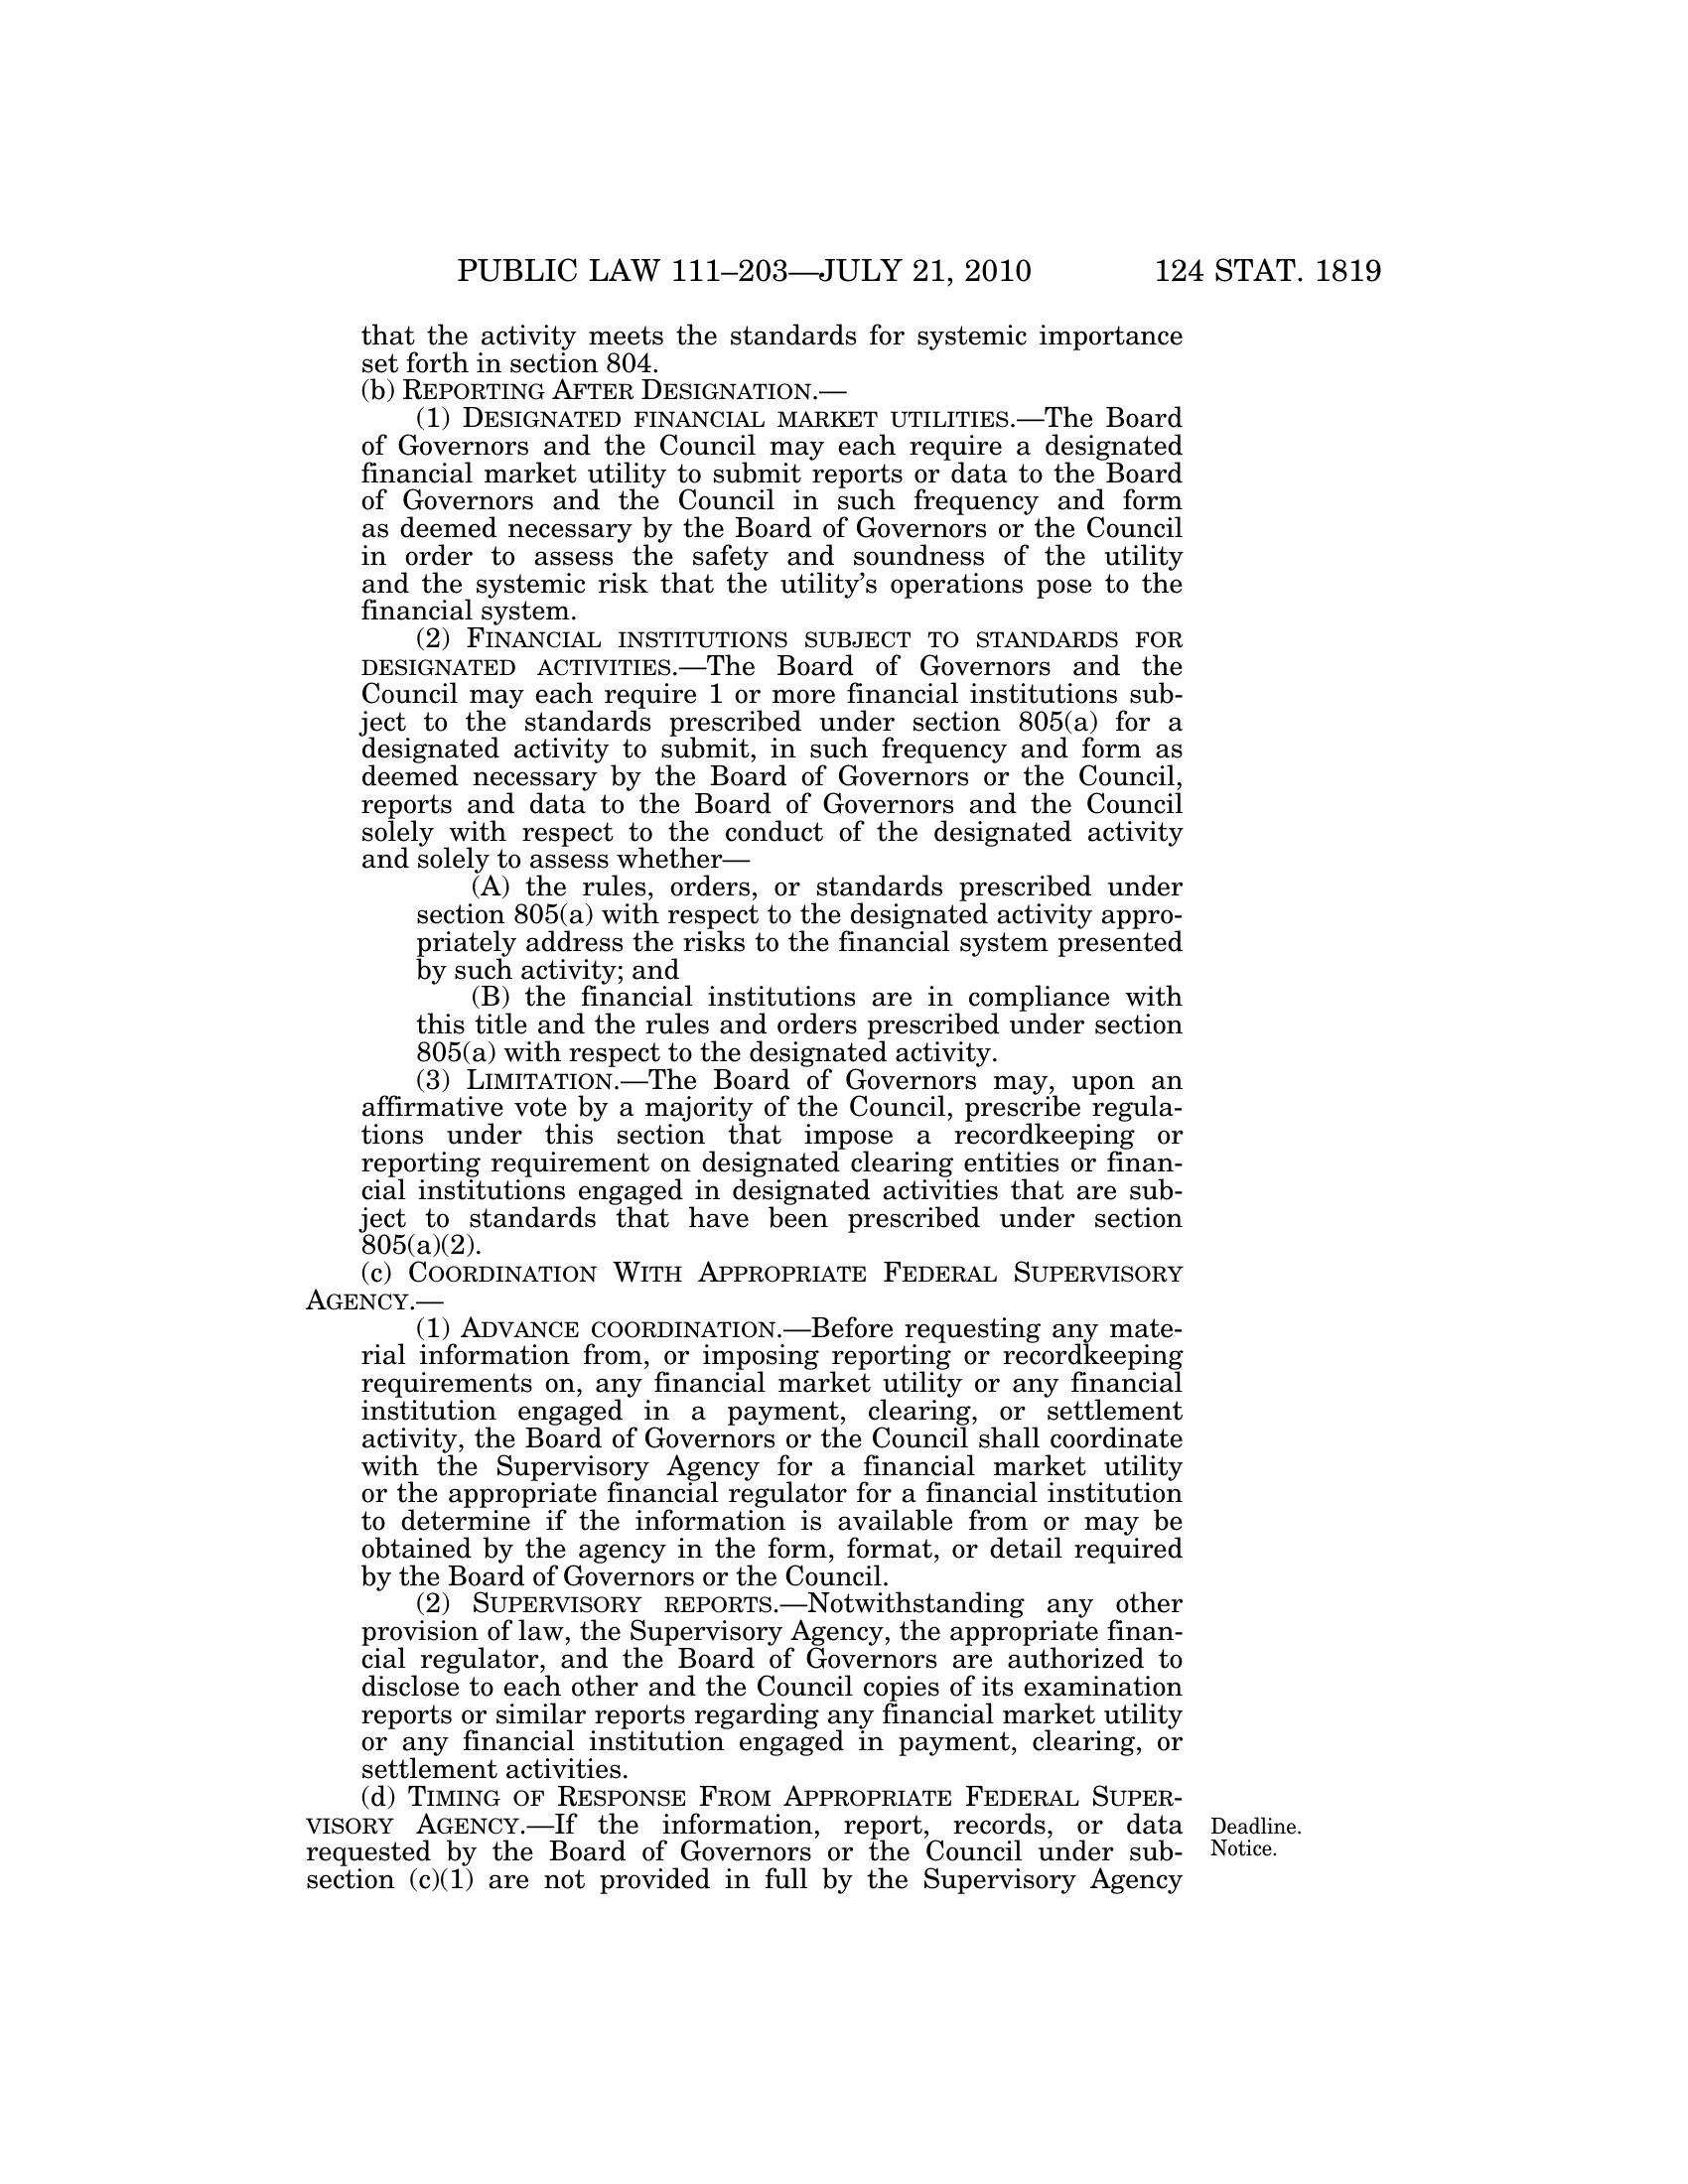 PUBLIC LAW 111–203—JULY 21, 2010 124 STAT. 1819
that the activity meets the standards for systemic importance
set forth in section 804.
(b) REPORTING AFTER DESIGNATION.—
(1) DESIGNATED FINANCIAL MARKET UTILITIES.—The Board
of Governors and the Council may each require a designated
financial market utility to submit reports or data to the Board
of Governors and the Council in such frequency and form
as deemed necessary by the Board of Governors or the Council
in order to assess the safety and soundness of the utility
and the systemic risk that the utility's operations pose to the
financial system.
(2) FINANCIAL INSTITUTIONS SUBJECT TO STANDARDS FOR
DESIGNATED ACTIVITIES.—The Board of Governors and the
Council may each require 1 or more financial institutions sub-
ject to the standards prescribed under section 805(a) for a
designated activity to submit, in such frequency and form as
deemed necessary by the Board of Governors or the Council,
reports and data to the Board of Governors and the Council
solely with respect to the conduct of the designated activity
and solely to assess whether—
(A) the rules, orders, or standards prescribed under
section 805(a) with respect to the designated activity appro-
priately address the risks to the financial system presented
by such activity; and
(B) the financial institutions are in compliance with
this title and the rules and orders prescribed under section
805(a) with respect to the designated activity.
(3) LIMITATION.—The Board of Governors may, upon an
affirmative vote by a majority of the Council, prescribe regula-
tions under this section that impose a recordkeeping or
reporting requirement on designated clearing entities or finan-
cial institutions engaged in designated activities that are sub-
ject to standards that have been prescribed under section
805(a)(2).
(c) COORDINATION WITH APPROPRIATE FEDERAL SUPERVISORY
AGENCY.—
(1) ADVANCE COORDINATION.—Before requesting any mate-
rial information from, or imposing reporting or recordkeeping
requirements on, any financial market utility or any financial
institution engaged in a payment, clearing, or settlement
activity, the Board of Governors or the Council shall coordinate
with the Supervisory Agency for a financial market utility
or the appropriate financial regulator for a financial institution
to determine if the information is available from or may be
obtained by the agency in the form, format, or detail required
by the Board of Governors or the Council.
(2) SUPERVISORY REPORTS.—Notwithstanding any other
provision of law, the Supervisory Agency, the appropriate finan-
cial regulator, and the Board of Governors are authorized to
disclose to each other and the Council copies of its examination
reports or similar reports regarding any financial market utility
or any financial institution engaged in payment, clearing, or
settlement activities.
(d) TIMING OF RESPONSE FROM APPROPRIATE FEDERAL SUPER-
VISORY AGENCY.—If the information, report, records, or data
requested by the Board of Governors or the Council under sub-
section (c)(1) are not provided in full by the Supervisory Agency
Deadline.
Notice.